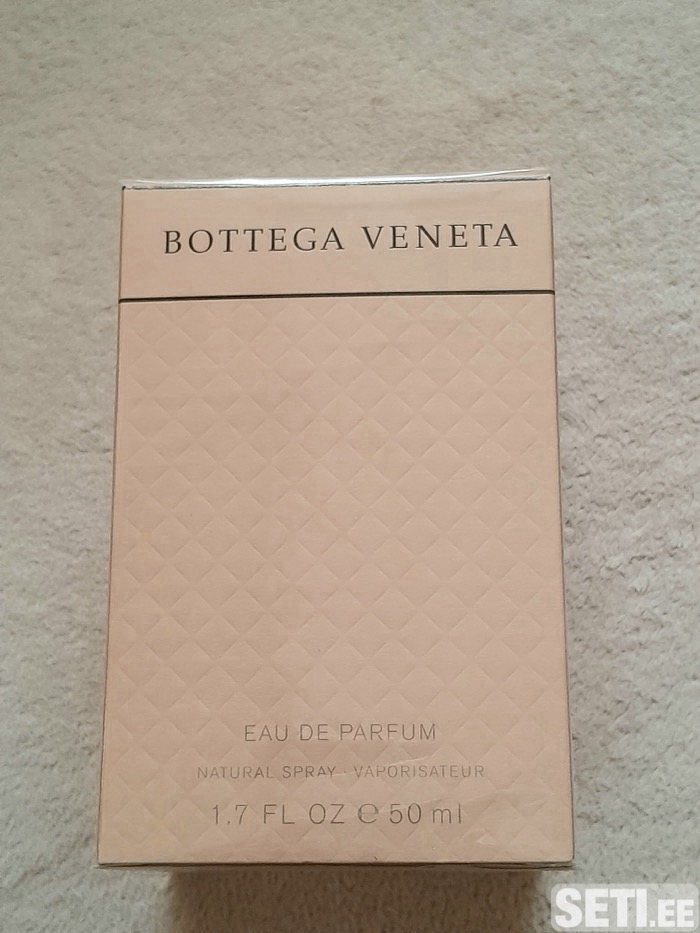 BOTTEGA VENETA
EAU DE PARFUM
NATURAL SPRAY - VAPORISATEUR
1.7 FL OZ ℮ 50 ml
SETI.EE